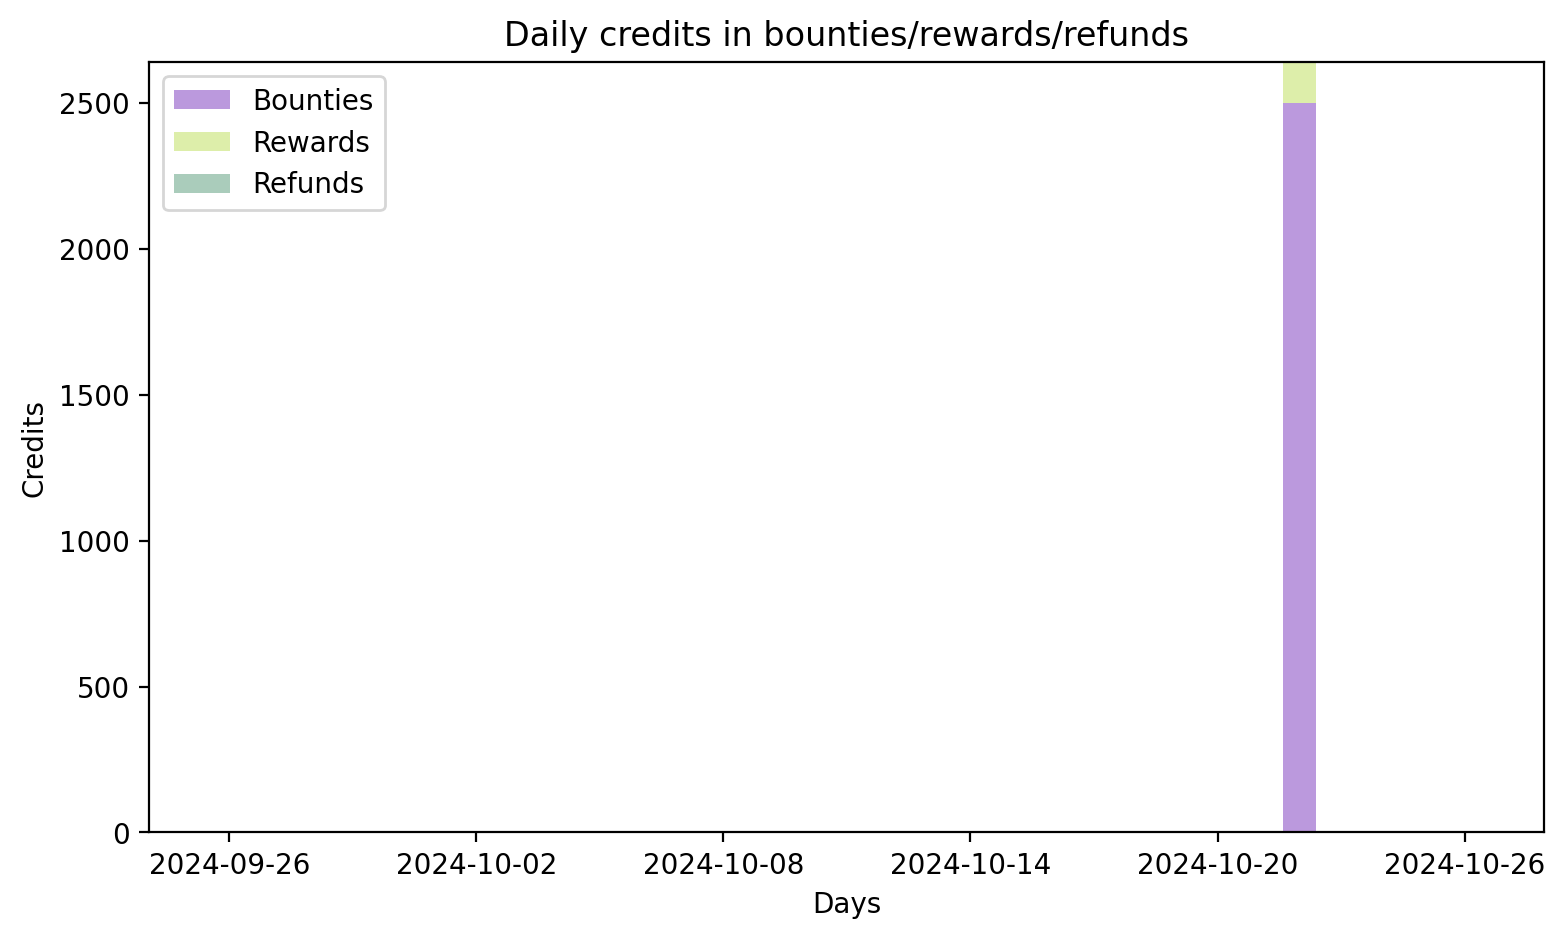 Daily credits in bounties/rewards/refunds
Bounties
Rewards
Refunds
2500
2000
1500
1000
500
0
Credits
2024-09-26 2024-10-02 2024-10-08 2024-10-14 2024-10-20 2024-10-26
Days